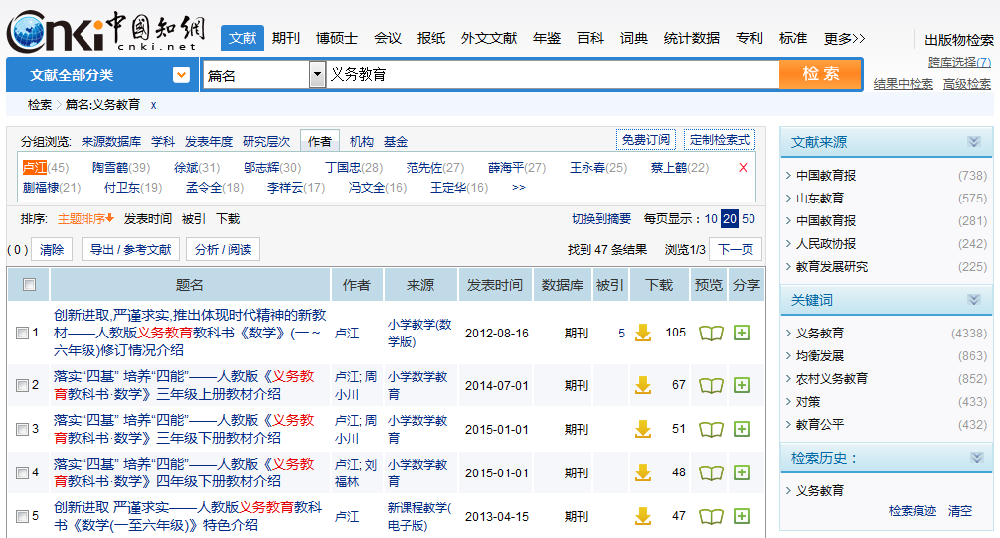 Cnki 中國知網
cnki.net
文献 期刊 博硕士 会议 报纸 外文文献 年鉴 百科 词典 统计数据 专利 标准 更多>> 出版物检索
文献全部分类 篇名 义务教育 检 索 跨库选择(7)
结果中检索 高级检索
检索 篇名:义务教育 x
分组浏览: 来源数据库 学科 发表年度 研究层次 作者 机构 基金 免费订阅 定制检索式
卢江(45) 陶雪鹤(39) 徐斌(31) 邬志辉(30) 丁国忠(28) 范先佐(27) 薛海平(27) 王永春(25) 蔡上鹤(22) X
蒯福棣(21) 付卫东(19) 孟令全(18) 李祥云(17) 冯文全(16) 王定华(16) >>
排序: 主题排序 发表时间 被引 下载 切换到摘要 每页显示：10 20 50
( 0 ) 清除 导出 / 参考文献 分析 / 阅读 找到 47 条结果 浏览1/3 下一页
题名 作者 来源 发表时间 数据库 被引 下载 预览 分享
创新进取,严谨求实,推出体现时代精神的新教
1 材——人教版义务教育教科书《数学》(一～ 卢江 小学教学(数 2012-08-16 期刊 5 105
六年级)修订情况介绍 学版)
2 落实“四基” 培养“四能”——人教版《义务教 卢江; 周 小学数学教 2014-07-01 期刊 67
育教科书·数学》三年级上册教材介绍 小川 育
3 落实“四基” 培养“四能”——人教版《义务教 卢江; 周 小学数学教 2015-01-01 期刊 51
育教科书·数学》三年级下册教材介绍 小川 育
4 落实“四基” 培养“四能”——人教版《义务教 卢江; 刘 小学数学教 2015-01-01 期刊 48
育教科书·数学》四年级下册教材介绍 福林 育
5 创新进取 严谨求实——人教版义务教育教科 卢江 新课程教学( 2013-04-15 期刊 47
书《数学(一至六年级)》特色介绍 电子版)
文献来源
中国教育报 (738)
山东教育 (575)
中国教育报 (281)
人民政协报 (242)
教育发展研究 (225)
关键词
义务教育 (4338)
均衡发展 (863)
农村义务教育 (852)
对策 (433)
教育公平 (432)
检索历史：
义务教育
检索痕迹 清空